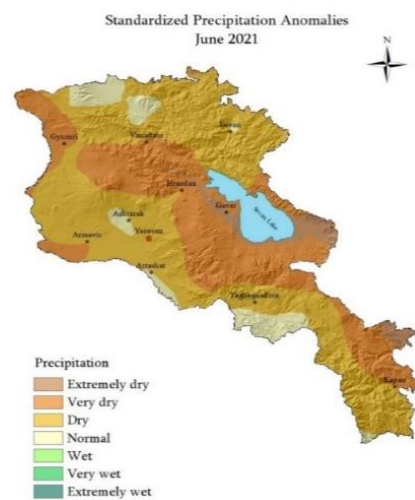 Standardized Precipitation Anomalies
June 2021
N
Gyumri
Vanadzor
Hrazdan
Gavar
Sevan Lake
Ashtarak
Yerevan
Armavir
Artashat
Yeghegnadzor
Kapan
Precipitation
Extremely dry
Very dry
Dry
Normal
Wet
Very wet
Extremely wet